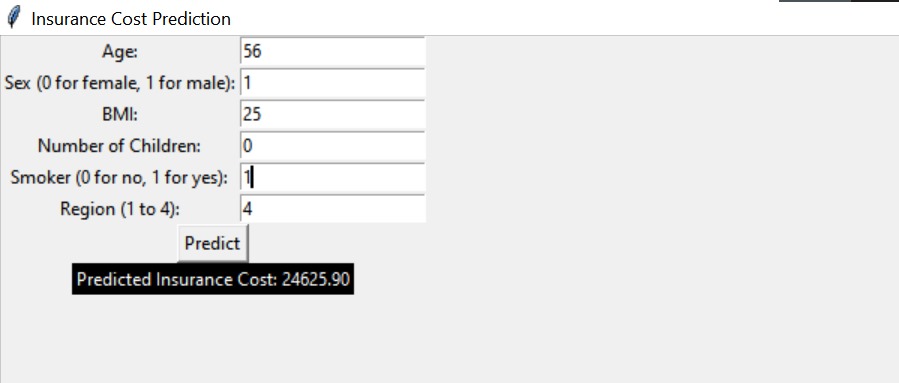 Insurance Cost Prediction
Age: 56
Sex (0 for female, 1 for male): 1
BMI: 25
Number of Children: 0
Smoker (0 for no, 1 for yes): 1
Region (1 to 4): 4
Predict
Predicted Insurance Cost: 24625.90